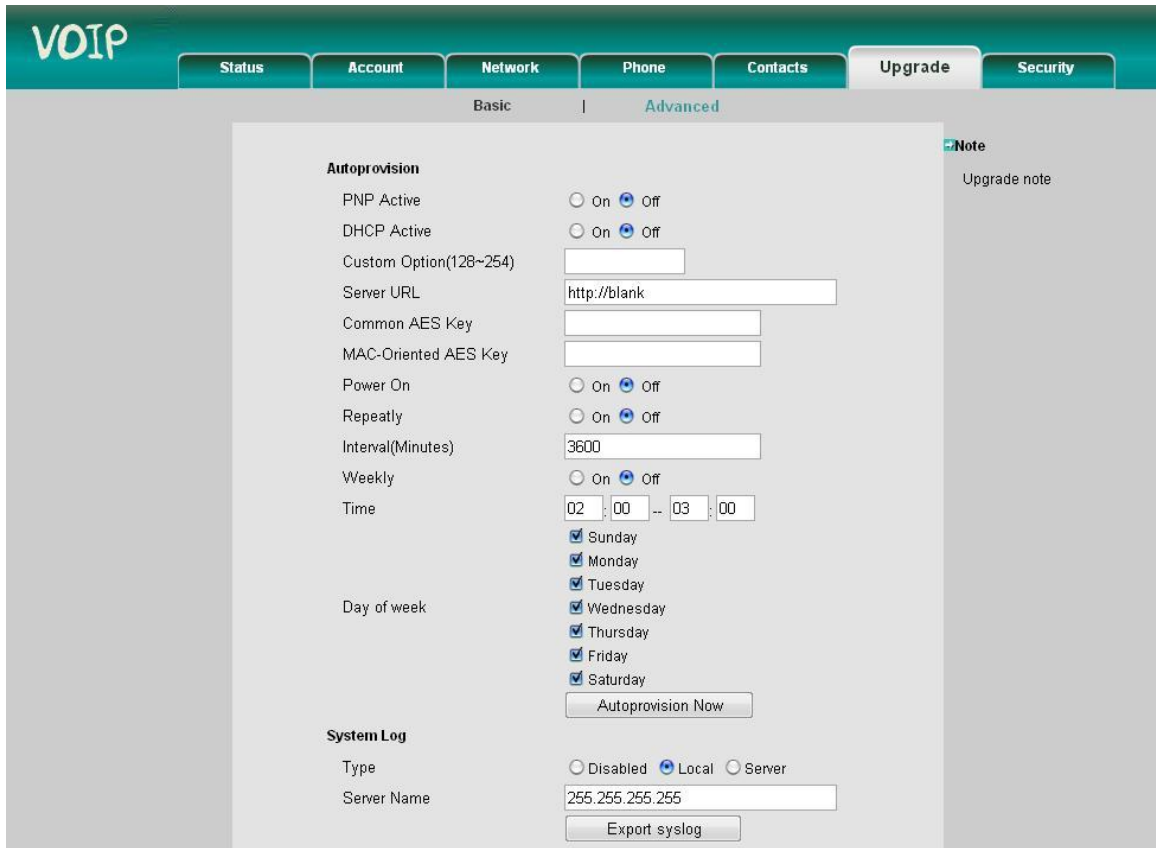 VOIP
Status Account Network Phone Contacts Upgrade Security
Basic | Advanced
Note
Upgrade note
Autoprovision
PNP Active On Off
DHCP Active On Off
Custom Option(128~254)
Server URL http://blank
Common AES Key
MAC-Oriented AES Key
Power On On Off
Repeatly On Off
Interval(Minutes) 3600
Weekly On Off
Time 02 : 00 -- 03 : 00
Sunday
Monday
Tuesday
Day of week Wednesday
Thursday
Friday
Saturday
Autoprovision Now
System Log
Type Disabled Local Server
Server Name 255.255.255.255
Export syslog